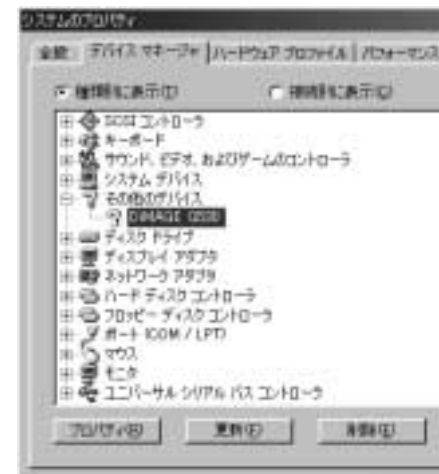 システムのプロパティ
全般 デバイス マネージャ ハードウェア プロファイル パフォーマンス
種類別に表示(T) 接続別に表示(C)
SCSI コントローラ
キーボード
サウンド、ビデオ、およびゲームのコントローラ
システム デバイス
その他のデバイス
ディスク ドライブ
ディスプレイ アダプタ
ネットワーク アダプタ
ハード ディスク コントローラ
フロッピー ディスク コントローラ
ポート (COM / LPT)
マウス
モニタ
ユニバーサル シリアル バス コントローラ
プロパティ(R) 更新(F) 削除(E)